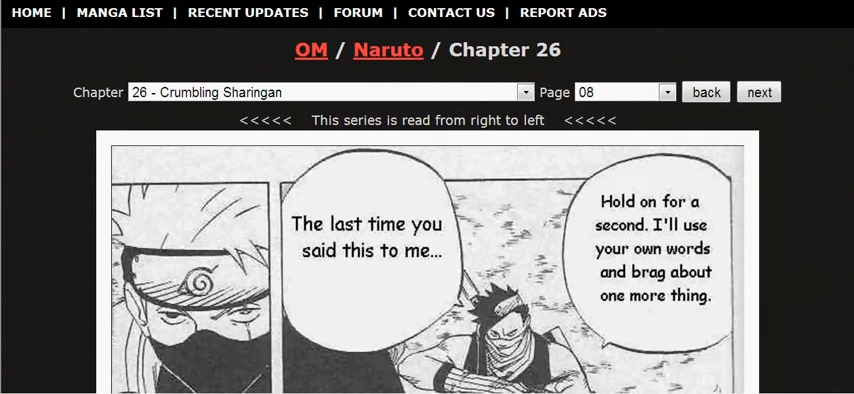 HOME | MANGA LIST | RECENT UPDATES | FORUM | CONTACT US | REPORT ADS
OM / Naruto / Chapter 26
Chapter 26 - Crumbling Sharingan Page 08 back next
<<<<< This series is read from right to left <<<<<
Hold on for a
second. I'll use
your own words
and brag about
one more thing.
The last time you
said this to me...